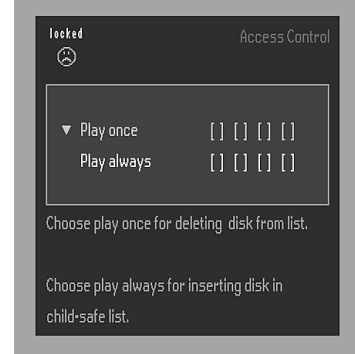 locked
Access Control
▼ Play once [ ] [ ] [ ] [ ]
Play always [ ] [ ] [ ] [ ]
Choose play once for deleting disk from list.
Choose play always for inserting disk in
child-safe list.